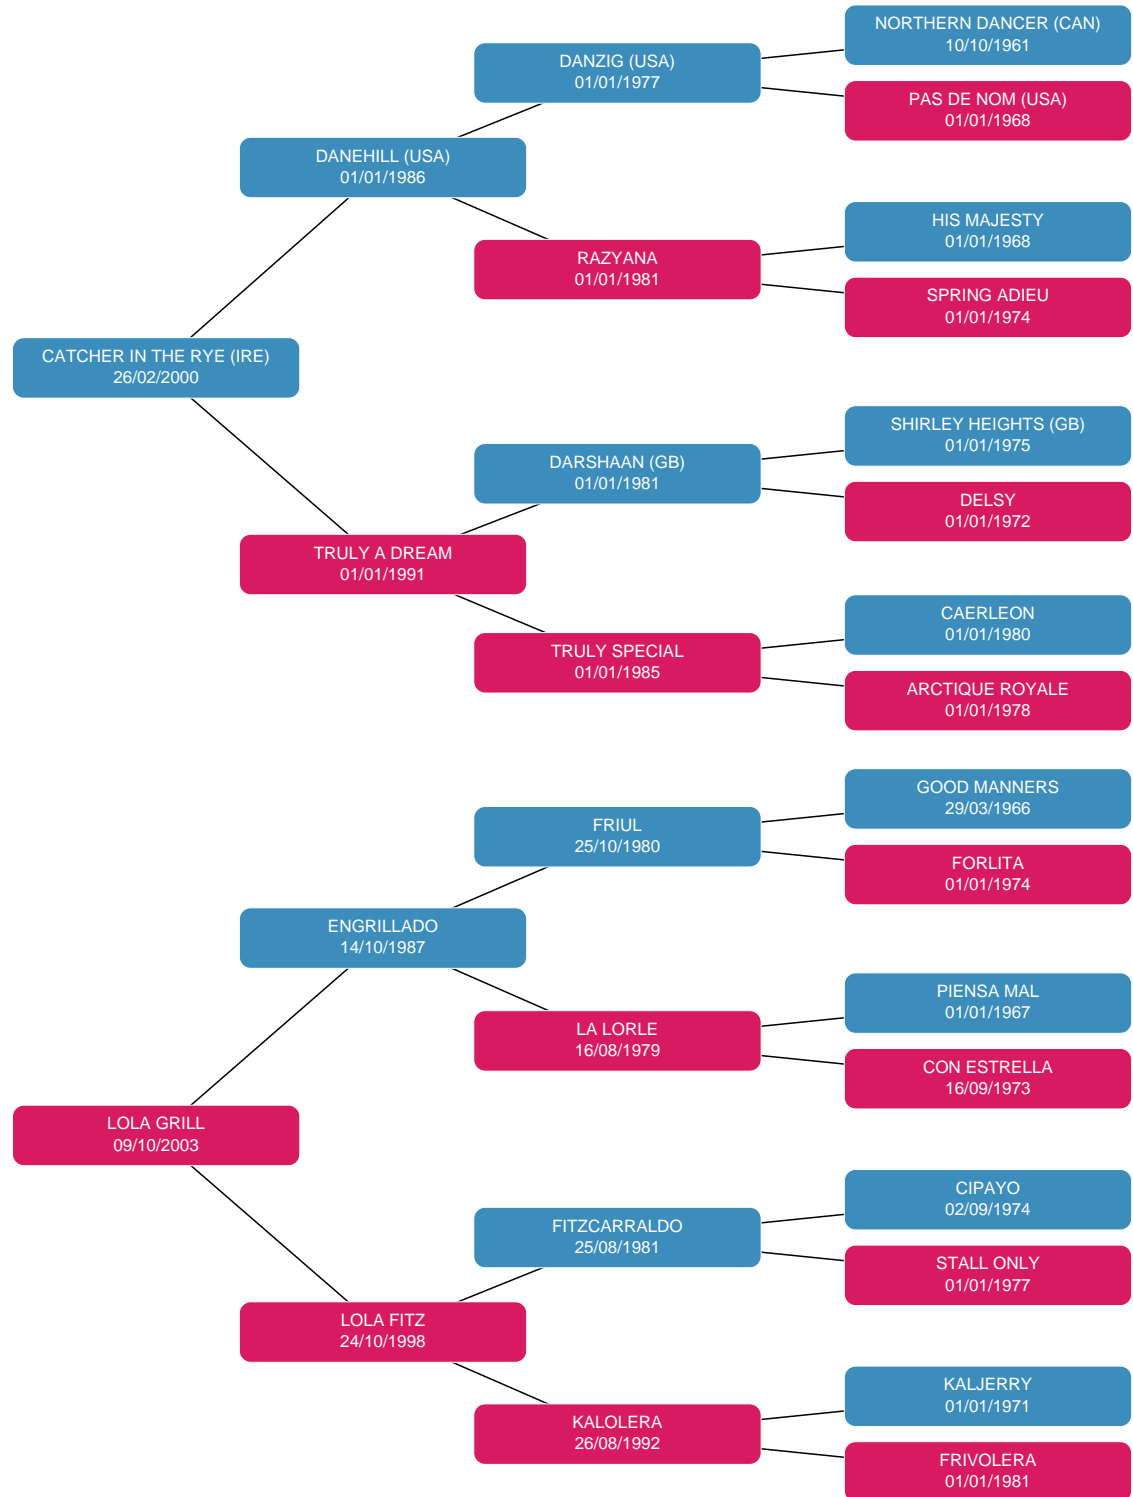 NORTHERN DANCER (CAN)
10/10/1961
DANZIG (USA)
01/01/1977
PAS DE NOM (USA)
01/01/1968
DANEHILL (USA)
01/01/1986
HIS MAJESTY
01/01/1968
RAZYANA
01/01/1981
SPRING ADIEU
01/01/1974
CATCHER IN THE RYE (IRE)
26/02/2000
SHIRLEY HEIGHTS (GB)
01/01/1975
DARSHAAN (GB)
01/01/1981
DELSY
01/01/1972
TRULY A DREAM
01/01/1991
CAERLEON
01/01/1980
TRULY SPECIAL
01/01/1985
ARCTIQUE ROYALE
01/01/1978
GOOD MANNERS
29/03/1966
FRIUL
25/10/1980
FORLITA
01/01/1974
ENGRILLADO
14/10/1987
PIENSA MAL
01/01/1967
LA LORLE
16/08/1979
CON ESTRELLA
16/09/1973
LOLA GRILL
09/10/2003
CIPAYO
02/09/1974
FITZCARRALDO
25/08/1981
STALL ONLY
01/01/1977
LOLA FITZ
24/10/1998
KALJERRY
01/01/1971
KALOLERA
26/08/1992
FRIVOLERA
01/01/1981